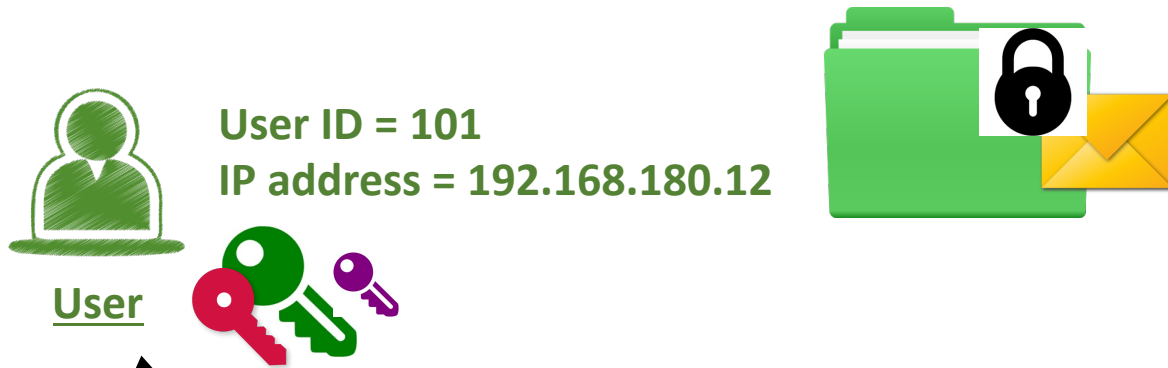 User ID = 101
IP address = 192.168.180.12
User